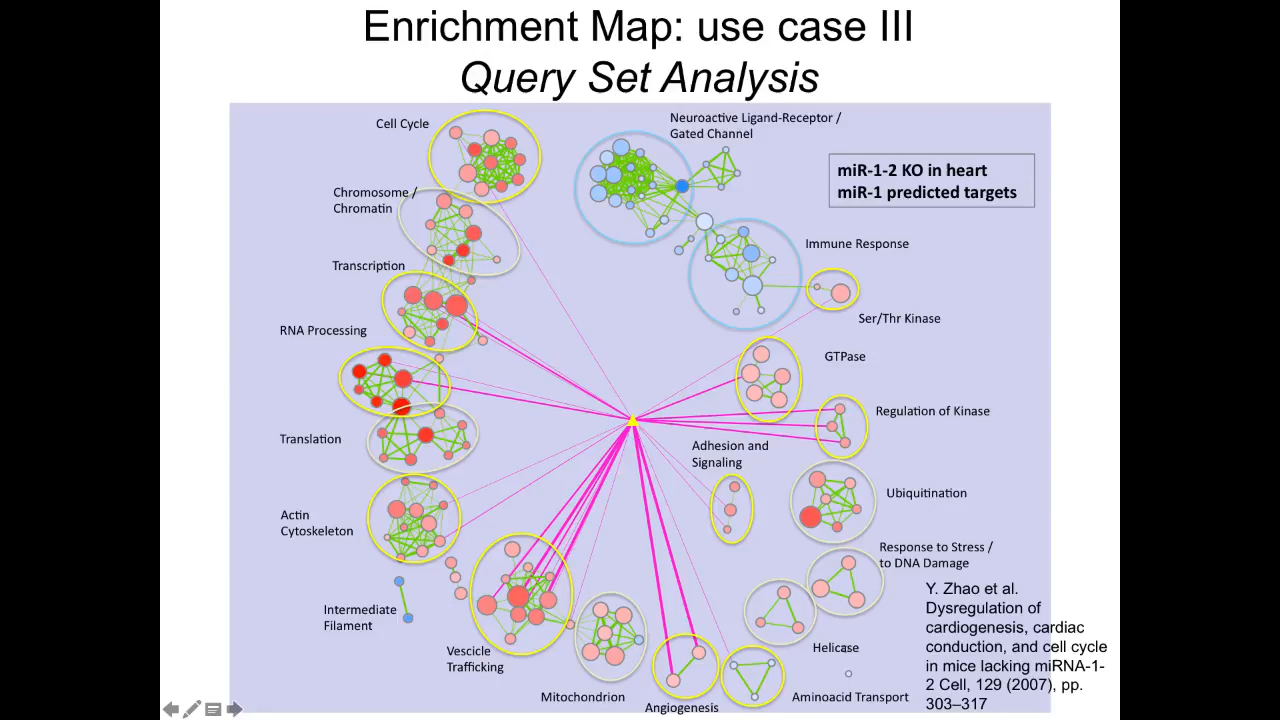 Enrichment Map: use case III
Query Set Analysis
Cell Cycle
Neuroactive Ligand-Receptor /
Gated Channel
miR-1-2 KO in heart
miR-1 predicted targets
Chromosome /
Chromatin
Immune Response
Transcription
Ser/Thr Kinase
RNA Processing
GTPase
Regulation of Kinase
Translation
Adhesion and
Signaling
Ubiquitination
Actin
Cytoskeleton
Response to Stress /
to DNA Damage
Intermediate
Filament
Vescicle
Trafficking
Helicase
Mitochondrion
Angiogenesis
Aminoacid Transport
Y. Zhao et al.
Dysregulation of
cardiogenesis, cardiac
conduction, and cell cycle
in mice lacking miRNA-1-
2 Cell, 129 (2007), pp.
303–317